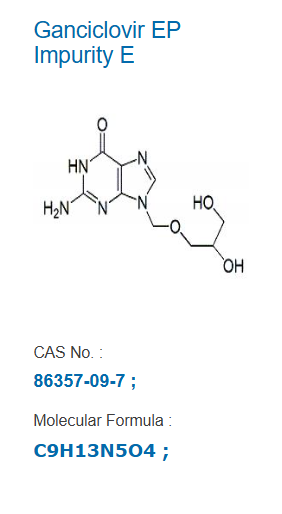 Ganciclovir EP
Impurity E
O
HN
N
H₂N
N
N
O
HO
OH
CAS No. :
86357-09-7 ;
Molecular Formula :
C9H13N5O4 ;